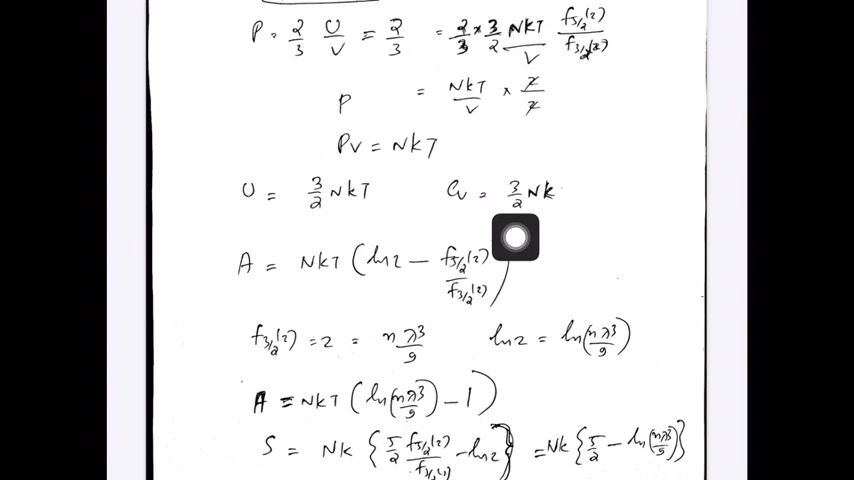 P = 2/3 U/V = 2/3 = 2/3 × 3/2 NKT/V f5/2(z)/f3/2(z)
P = NKT/V × z/z
PV = NKT
U = 3/2 NKT Cv = 3/2 NK
A = NKT (ln z − f5/2(z)/f3/2(z))
f3/2(z) = z = nλ³/g ln z = ln(nλ³/g)
A = NKT (ln(nλ³/g) − 1)
S = NK {5/2 f5/2(z)/f3/2(z) − ln z} = NK {5/2 − ln(nλ³/g)}